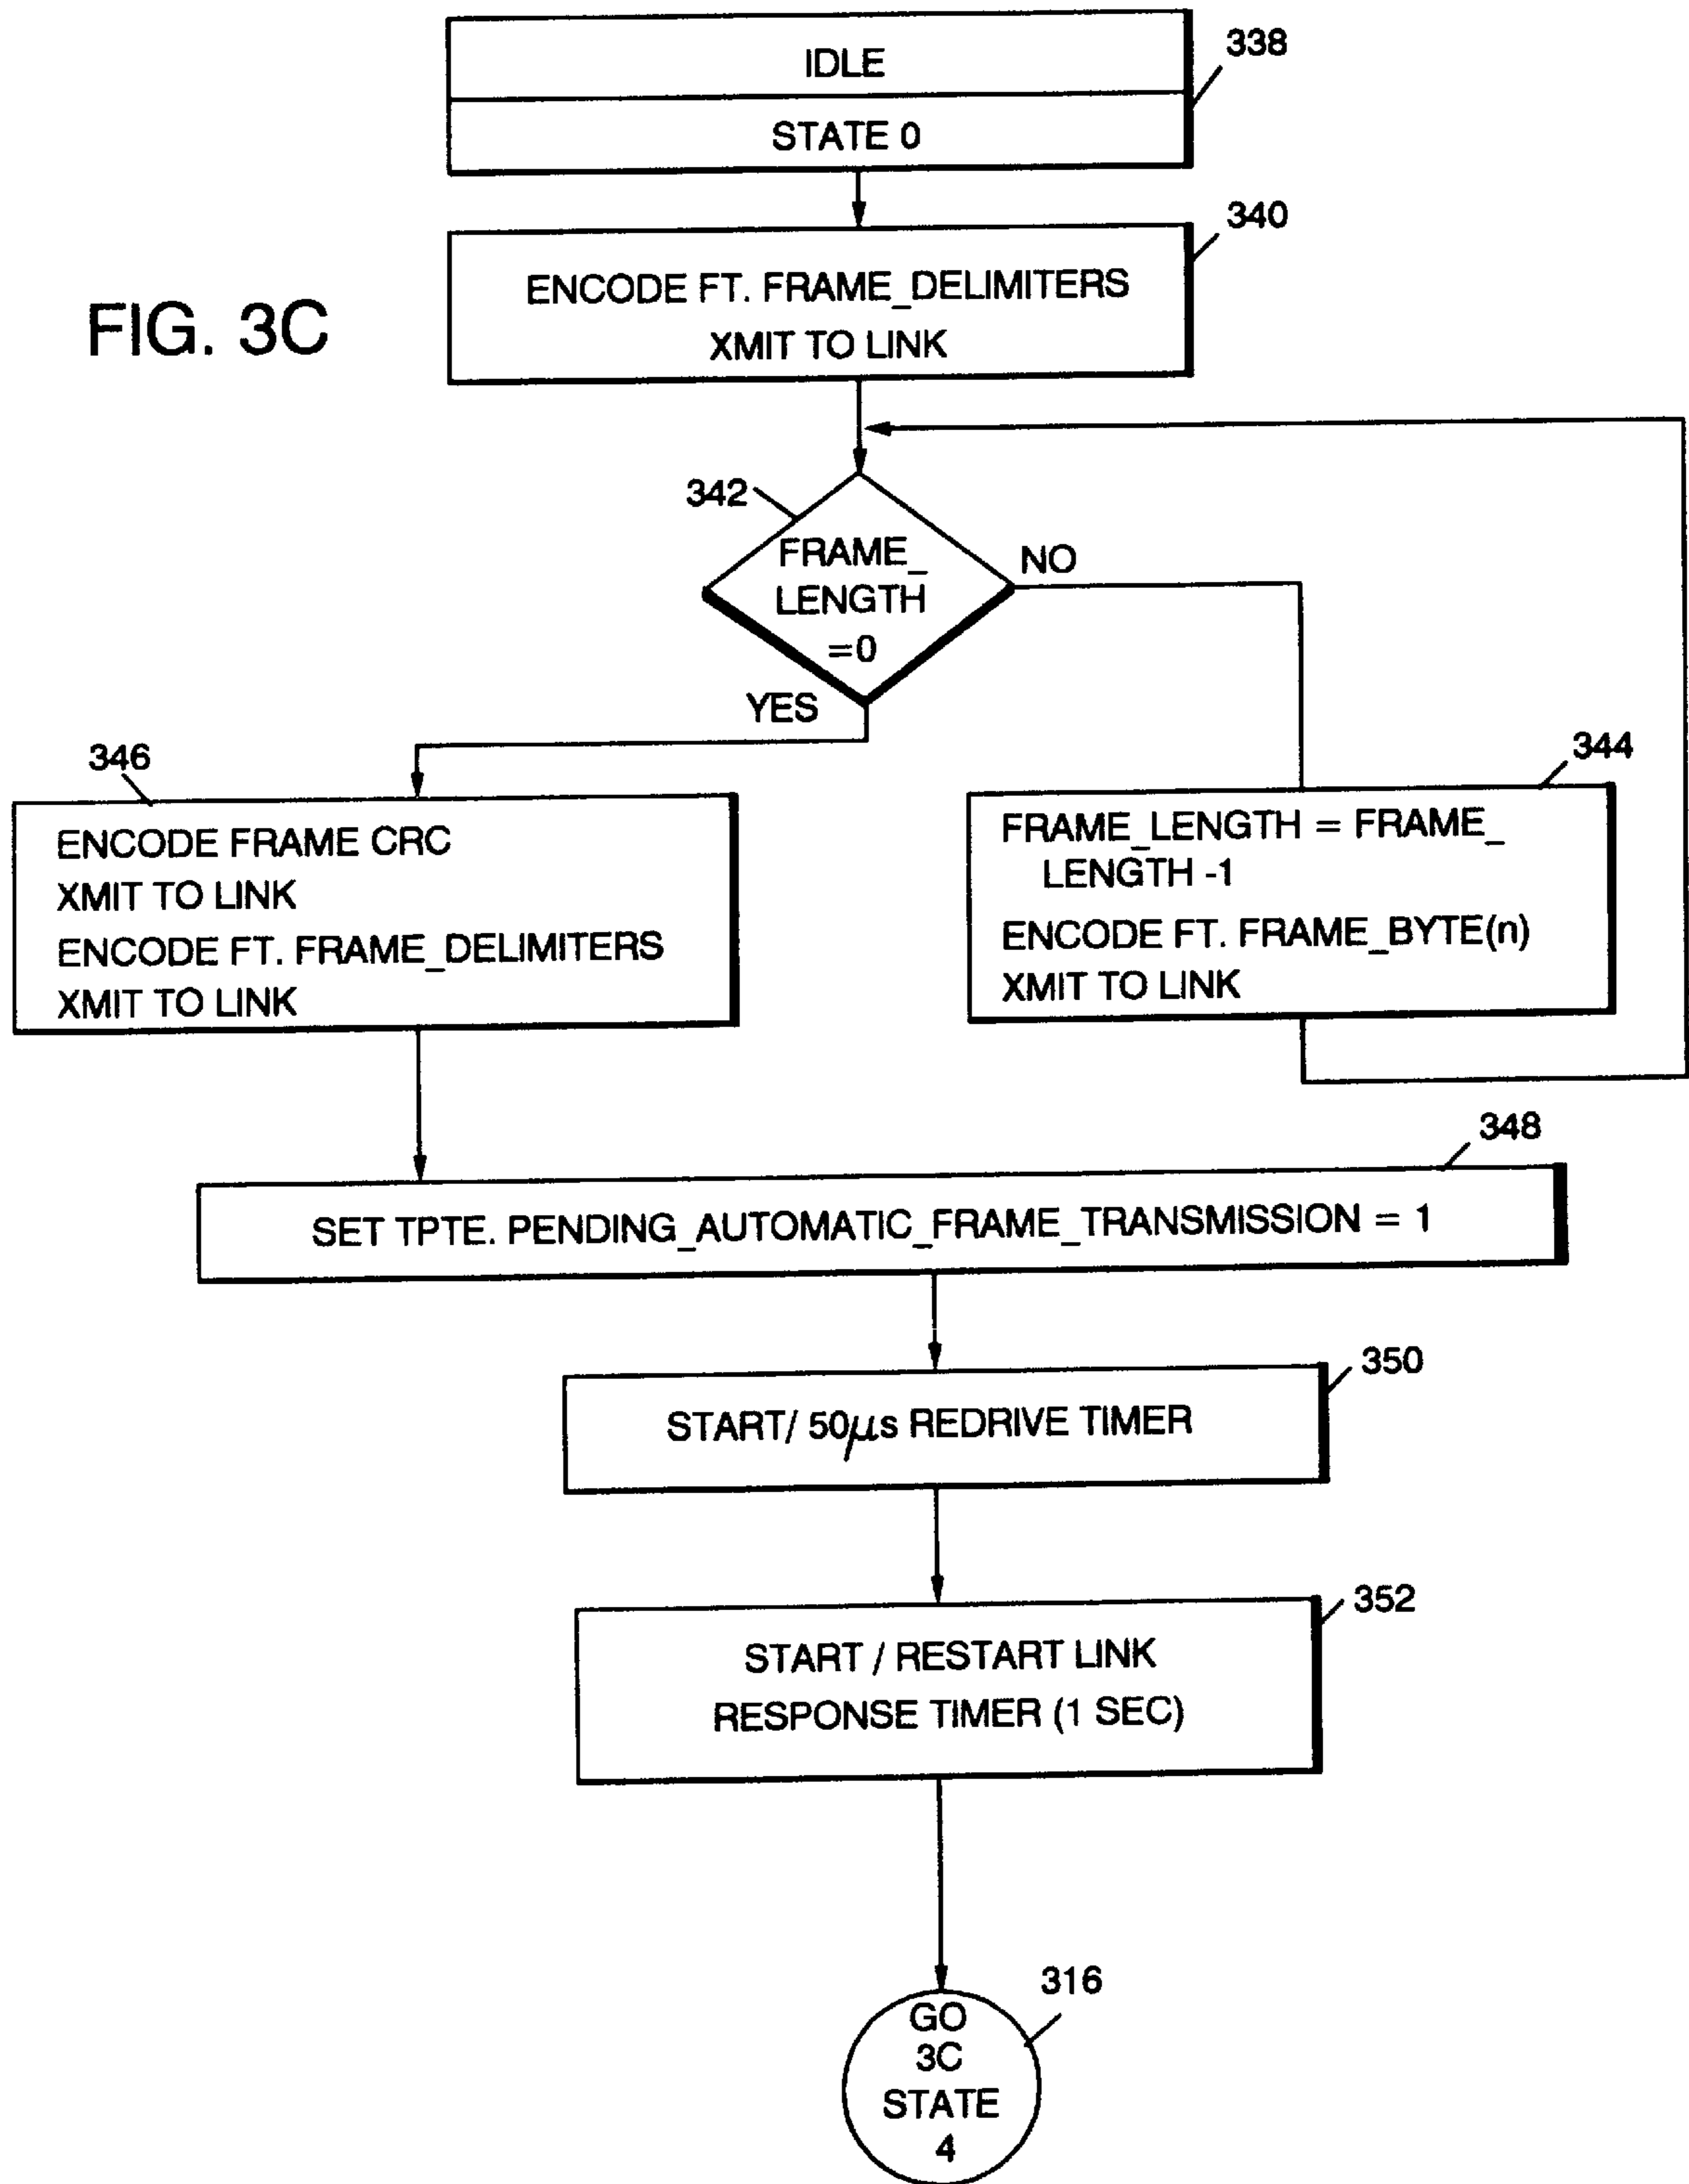 IDLE
338
STATE 0
340
ENCODE FT. FRAME_DELIMITERS
XMIT TO LINK
FIG. 3C
342
FRAME_
LENGTH
=0
NO
YES
346
ENCODE FRAME CRC
XMIT TO LINK
ENCODE FT. FRAME_DELIMITERS
XMIT TO LINK
344
FRAME_LENGTH = FRAME_
LENGTH -1
ENCODE FT. FRAME_BYTE(n)
XMIT TO LINK
348
SET TPTE. PENDING_AUTOMATIC_FRAME_TRANSMISSION = 1
350
START/ 50μs REDRIVE TIMER
352
START / RESTART LINK
RESPONSE TIMER (1 SEC)
316
GO
3C
STATE
4